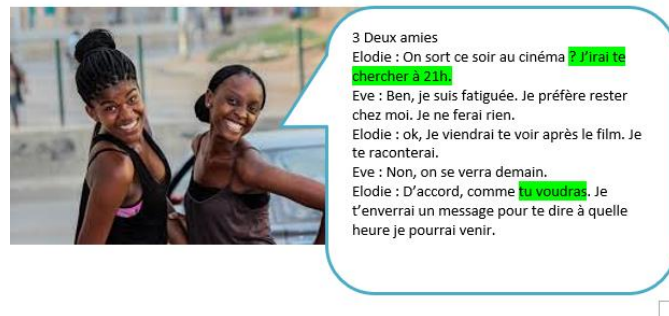 3 Deux amies
Elodie : On sort ce soir au cinéma ? J'irai te
chercher à 21h.
Eve : Ben, je suis fatiguée. Je préfère rester
chez moi. Je ne ferai rien.
Elodie : ok, Je viendrai te voir après le film. Je
te raconterai.
Eve : Non, on se verra demain.
Elodie : D'accord, comme tu voudras. Je
t'enverrai un message pour te dire à quelle
heure je pourrai venir.